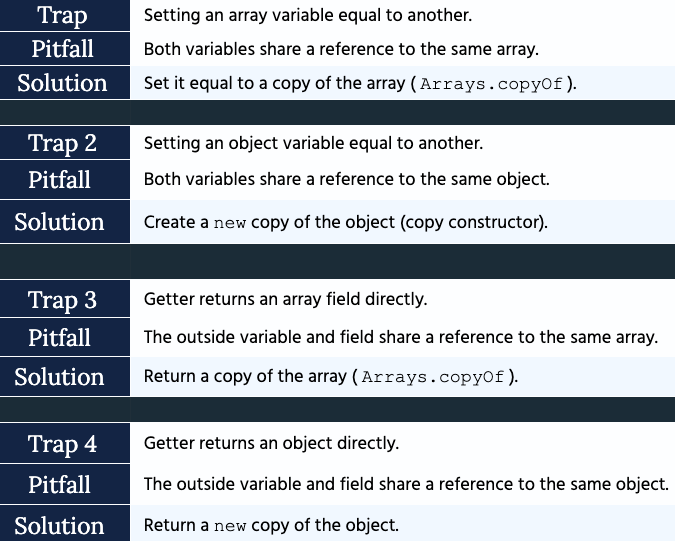 Trap Setting an array variable equal to another.
Pitfall Both variables share a reference to the same array.
Solution Set it equal to a copy of the array ( Arrays.copyOf ).
Trap 2 Setting an object variable equal to another.
Pitfall Both variables share a reference to the same object.
Solution Create a new copy of the object (copy constructor).
Trap 3 Getter returns an array field directly.
Pitfall The outside variable and field share a reference to the same array.
Solution Return a copy of the array ( Arrays.copyOf ).
Trap 4 Getter returns an object directly.
Pitfall The outside variable and field share a reference to the same object.
Solution Return a new copy of the object.